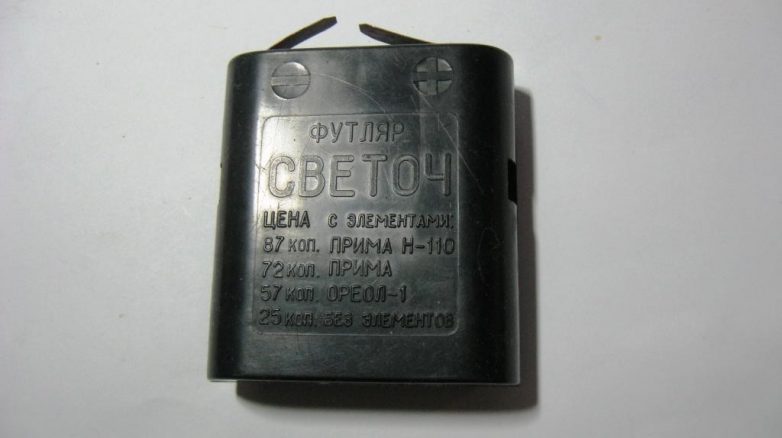 ФУТЛЯР
СВЕТОЧ
ЦЕНА С ЭЛЕМЕНТАМИ:
87 КОП. ПРИМА Н-110
72 КОП. ПРИМА
57 КОП. ОРЕОЛ-1
25 КОП. БЕЗ ЭЛЕМЕНТОВ